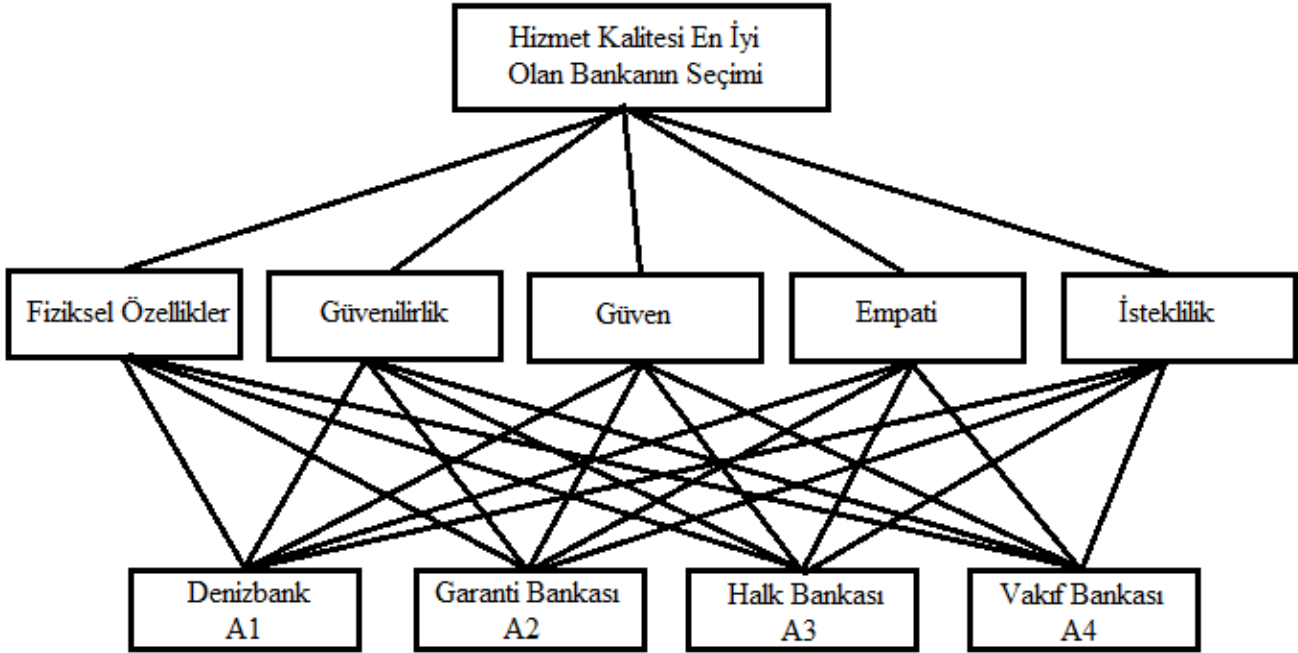 Hizmet Kalitesi En İyi
Olan Bankanın Seçimi
Fiziksel Özellikler
Güvenilirlik
Güven
Empati
İsteklilik
Denizbank
A1
Garanti Bankası
A2
Halk Bankası
A3
Vakıf Bankası
A4